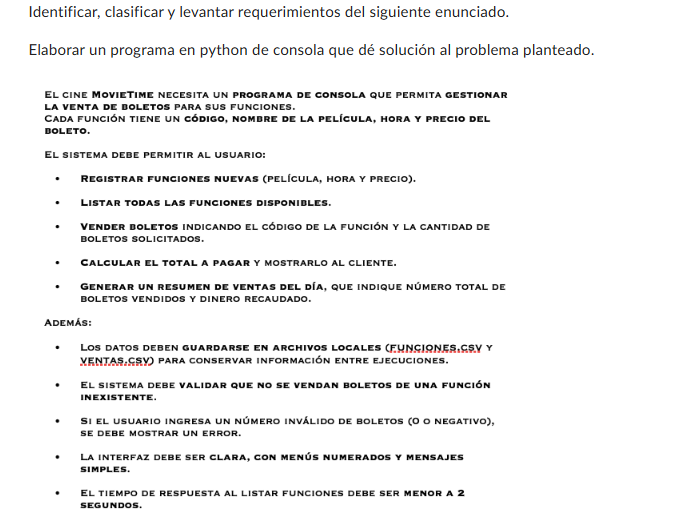 Identificar, clasificar y levantar requerimientos del siguiente enunciado.
Elaborar un programa en python de consola que dé solución al problema planteado.
EL CINE MOVIETIME NECESITA UN PROGRAMA DE CONSOLA QUE PERMITA GESTIONAR
LA VENTA DE BOLETOS PARA SUS FUNCIONES.
CADA FUNCIÓN TIENE UN CÓDIGO, NOMBRE DE LA PELÍCULA, HORA Y PRECIO DEL
BOLETO.
EL SISTEMA DEBE PERMITIR AL USUARIO:
• REGISTRAR FUNCIONES NUEVAS (PELÍCULA, HORA Y PRECIO).
• LISTAR TODAS LAS FUNCIONES DISPONIBLES.
• VENDER BOLETOS INDICANDO EL CÓDIGO DE LA FUNCIÓN Y LA CANTIDAD DE
BOLETOS SOLICITADOS.
• CALCULAR EL TOTAL A PAGAR Y MOSTRARLO AL CLIENTE.
• GENERAR UN RESUMEN DE VENTAS DEL DÍA, QUE INDIQUE NÚMERO TOTAL DE
BOLETOS VENDIDOS Y DINERO RECAUDADO.
ADEMÁS:
• LOS DATOS DEBEN GUARDARSE EN ARCHIVOS LOCALES (FUNCIONES.CSV Y
VENTAS.CSV) PARA CONSERVAR INFORMACIÓN ENTRE EJECUCIONES.
• EL SISTEMA DEBE VALIDAR QUE NO SE VENDAN BOLETOS DE UNA FUNCIÓN
INEXISTENTE.
• SI EL USUARIO INGRESA UN NÚMERO INVÁLIDO DE BOLETOS (0 O NEGATIVO),
SE DEBE MOSTRAR UN ERROR.
• LA INTERFAZ DEBE SER CLARA, CON MENÚS NUMERADOS Y MENSAJES
SIMPLES.
• EL TIEMPO DE RESPUESTA AL LISTAR FUNCIONES DEBE SER MENOR A 2
SEGUNDOS.